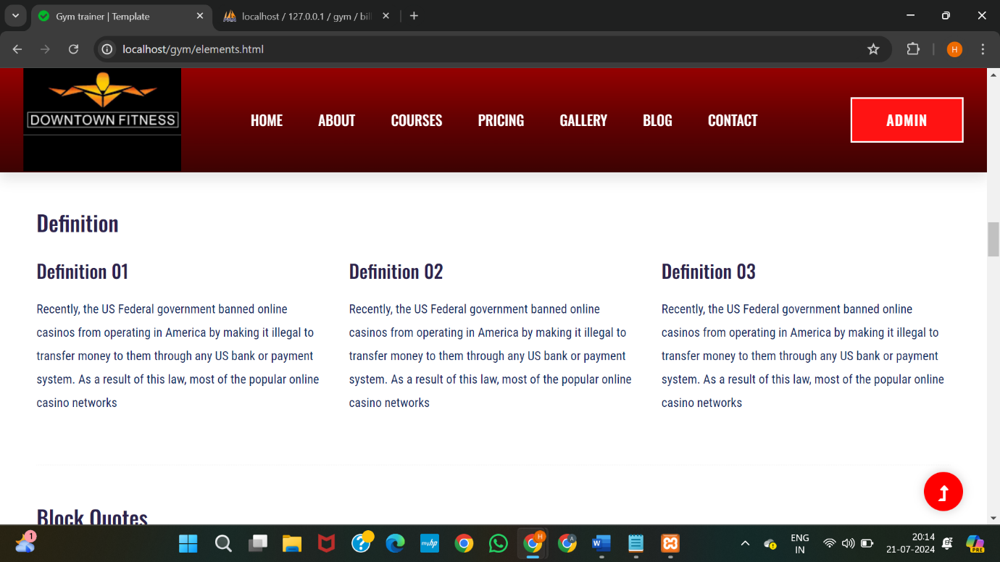 Gym trainer | Template
localhost / 127.0.0.1 / gym / bil
localhost/gym/elements.html
H
DOWNTOWN FITNESS
HOME ABOUT COURSES PRICING GALLERY BLOG CONTACT
ADMIN
Definition
Definition 01
Recently, the US Federal government banned online
casinos from operating in America by making it illegal to
transfer money to them through any US bank or payment
system. As a result of this law, most of the popular online
casino networks
Definition 02
Recently, the US Federal government banned online
casinos from operating in America by making it illegal to
transfer money to them through any US bank or payment
system. As a result of this law, most of the popular online
casino networks
Definition 03
Recently, the US Federal government banned online
casinos from operating in America by making it illegal to
transfer money to them through any US bank or payment
system. As a result of this law, most of the popular online
casino networks
Block Quotes
1
myhp
H
A
W
ENG
IN
20:14
21-07-2024
PRE